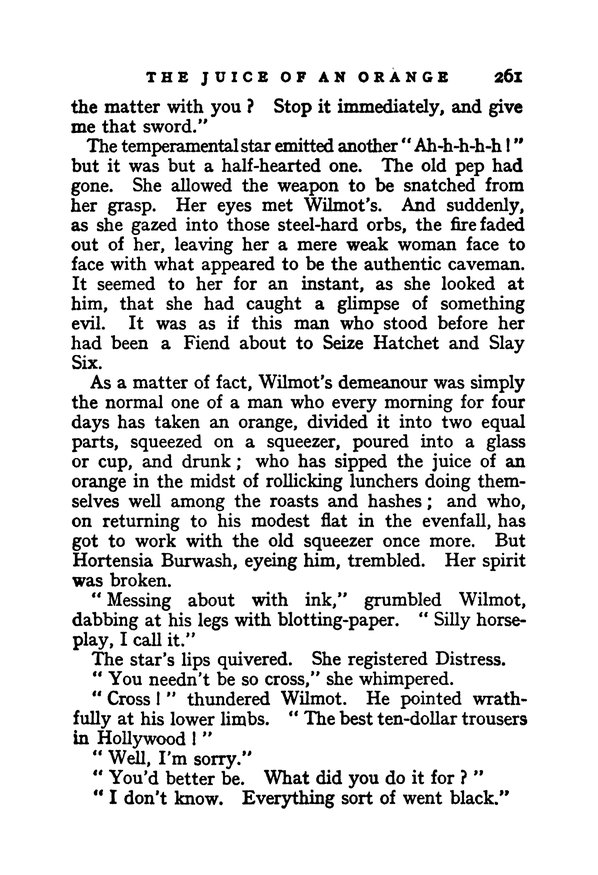 THE JUICE OF AN ORANGE 261
the matter with you ? Stop it immediately, and give
me that sword."
The temperamental star emitted another " Ah-h-h-h-h ! "
but it was but a half-hearted one. The old pep had
gone. She allowed the weapon to be snatched from
her grasp. Her eyes met Wilmot's. And suddenly,
as she gazed into those steel-hard orbs, the fire faded
out of her, leaving her a mere weak woman face to
face with what appeared to be the authentic caveman.
It seemed to her for an instant, as she looked at
him, that she had caught a glimpse of something
evil. It was as if this man who stood before her
had been a Fiend about to Seize Hatchet and Slay
Six.
As a matter of fact, Wilmot's demeanour was simply
the normal one of a man who every morning for four
days has taken an orange, divided it into two equal
parts, squeezed on a squeezer, poured into a glass
or cup, and drunk ; who has sipped the juice of an
orange in the midst of rollicking lunchers doing them-
selves well among the roasts and hashes ; and who,
on returning to his modest flat in the evenfall, has
got to work with the old squeezer once more. But
Hortensia Burwash, eyeing him, trembled. Her spirit
was broken.
" Messing about with ink," grumbled Wilmot,
dabbing at his legs with blotting-paper. " Silly horse-
play, I call it."
The star's lips quivered. She registered Distress.
" You needn't be so cross," she whimpered.
" Cross ! " thundered Wilmot. He pointed wrath-
fully at his lower limbs. " The best ten-dollar trousers
in Hollywood ! "
" Well, I'm sorry."
" You'd better be. What did you do it for ? "
" I don't know. Everything sort of went black."